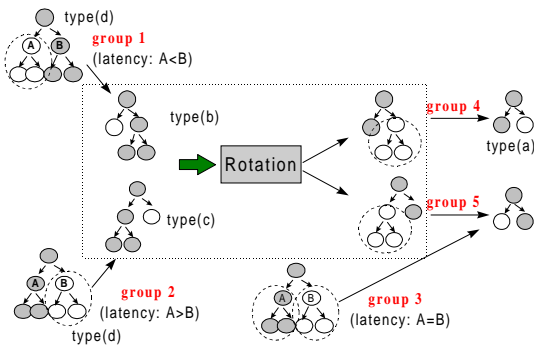 type(d)
A B
group 1
(latency: A<B)
type(b)
Rotation
group 4
type(a)
type(c)
group 5
A B
group 2
(latency: A>B)
type(d)
A B
group 3
(latency: A=B)